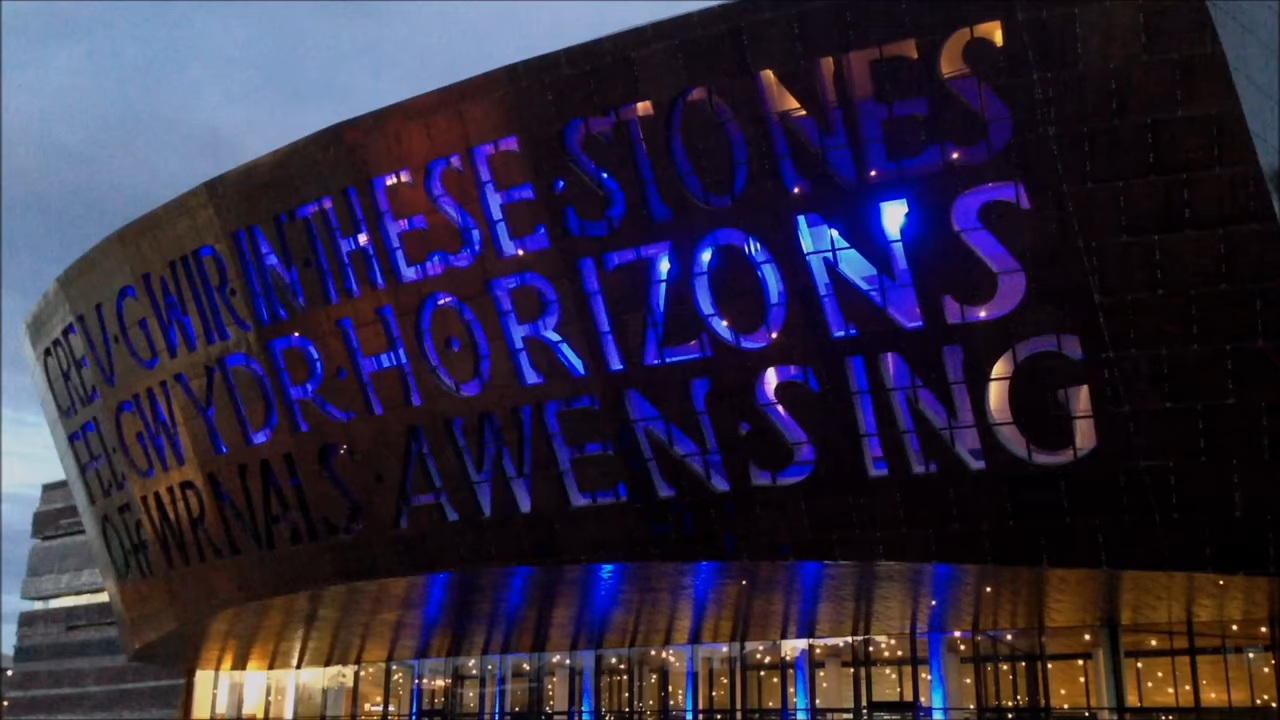 CREV·GWIR IN·THESE·STONES
FEL·GWYDR·HORIZONS
O FFWRNAIS AWEN SING